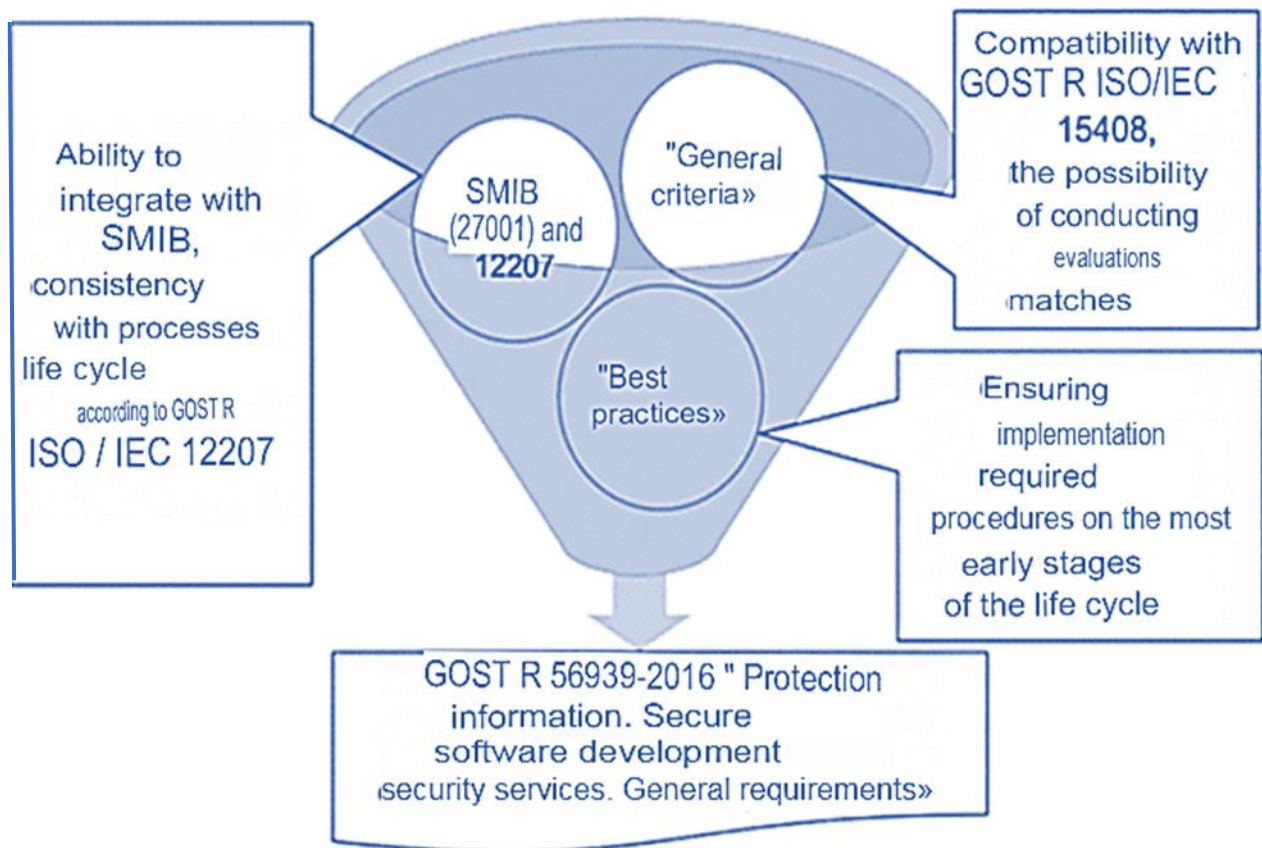 Ability to
integrate with
SMIB,
consistency
with processes
life cycle
according to GOST R
ISO / IEC 12207
SMIB
(27001) and
12207
"General
criteria»
"Best
practices»
Compatibility with
GOST R ISO/IEC
15408,
the possibility
of conducting
evaluations
matches
Ensuring
implementation
required
procedures on the most
early stages
of the life cycle
GOST R 56939-2016 " Protection
information. Secure
software development
security services. General requirements»